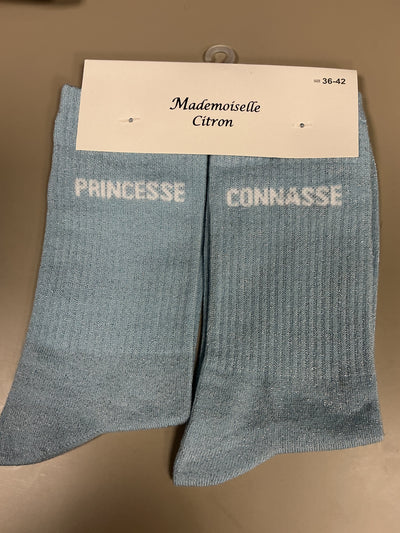 36-42
Mademoiselle
Citron
PRINCESSE
CONNASSE